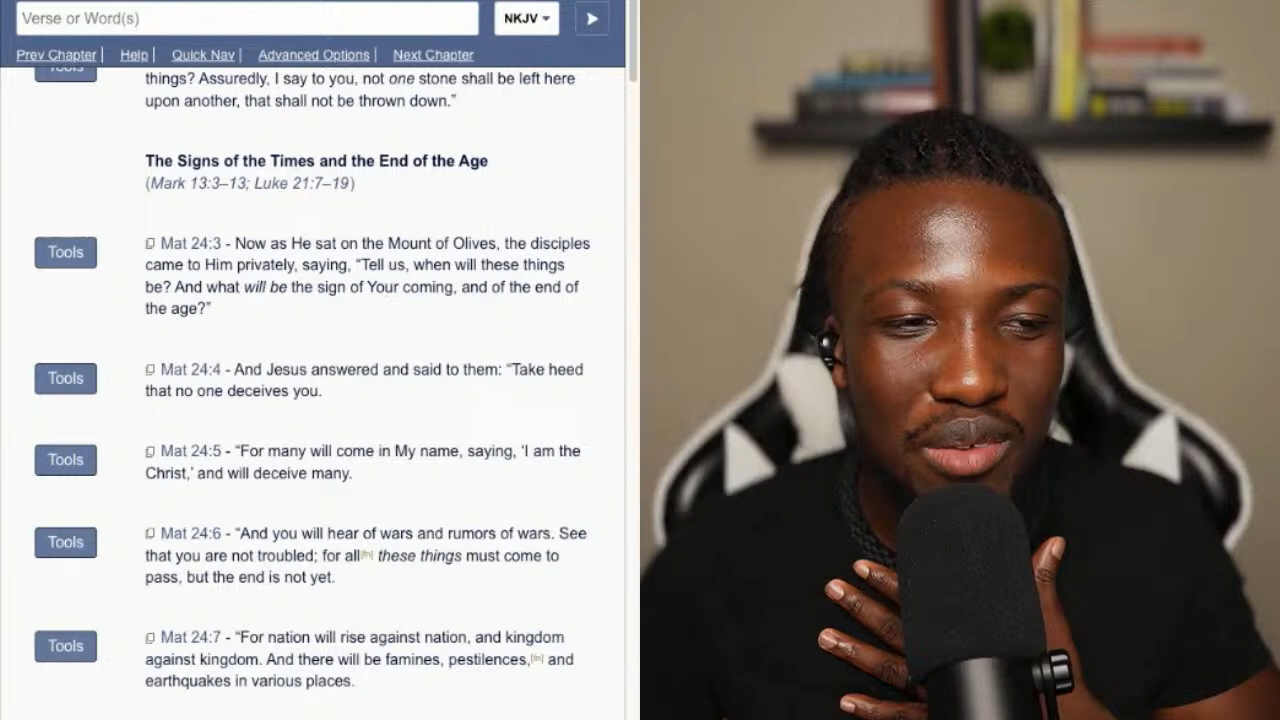 Verse or Word(s)
NKJV
Prev Chapter | Help | Quick Nav | Advanced Options | Next Chapter
Tools
things? Assuredly, I say to you, not one stone shall be left here
upon another, that shall not be thrown down.”
The Signs of the Times and the End of the Age
(Mark 13:3–13; Luke 21:7–19)
Tools
Mat 24:3 - Now as He sat on the Mount of Olives, the disciples
came to Him privately, saying, “Tell us, when will these things
be? And what will be the sign of Your coming, and of the end of
the age?”
Tools
Mat 24:4 - And Jesus answered and said to them: “Take heed
that no one deceives you.
Tools
Mat 24:5 - “For many will come in My name, saying, ‘I am the
Christ,’ and will deceive many.
Tools
Mat 24:6 - “And you will hear of wars and rumors of wars. See
that you are not troubled; for all[fn] these things must come to
pass, but the end is not yet.
Tools
Mat 24:7 - “For nation will rise against nation, and kingdom
against kingdom. And there will be famines, pestilences,[fn] and
earthquakes in various places.